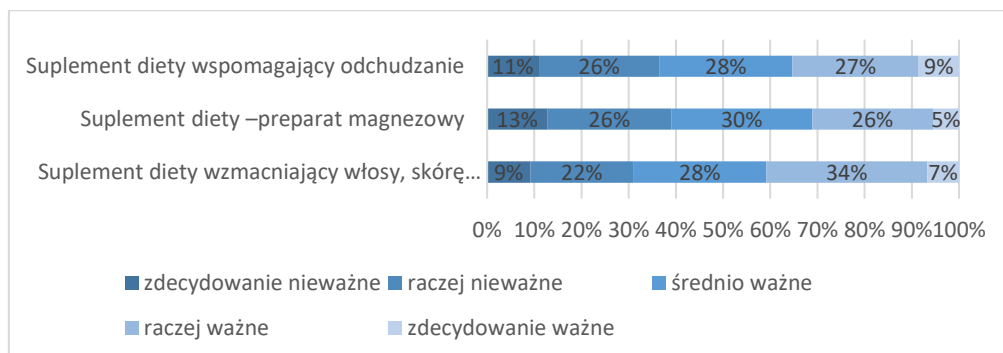 Suplement diety wspomagający odchudzanie 11% 26% 28% 27% 9%
Suplement diety –preparat magnezowy 13% 26% 30% 26% 5%
Suplement diety wzmacniający włosy, skórę... 9% 22% 28% 34% 7%
0% 10% 20% 30% 40% 50% 60% 70% 80% 90% 100%
zdecydowanie nieważne raczej nieważne średnio ważne
raczej ważne zdecydowanie ważne